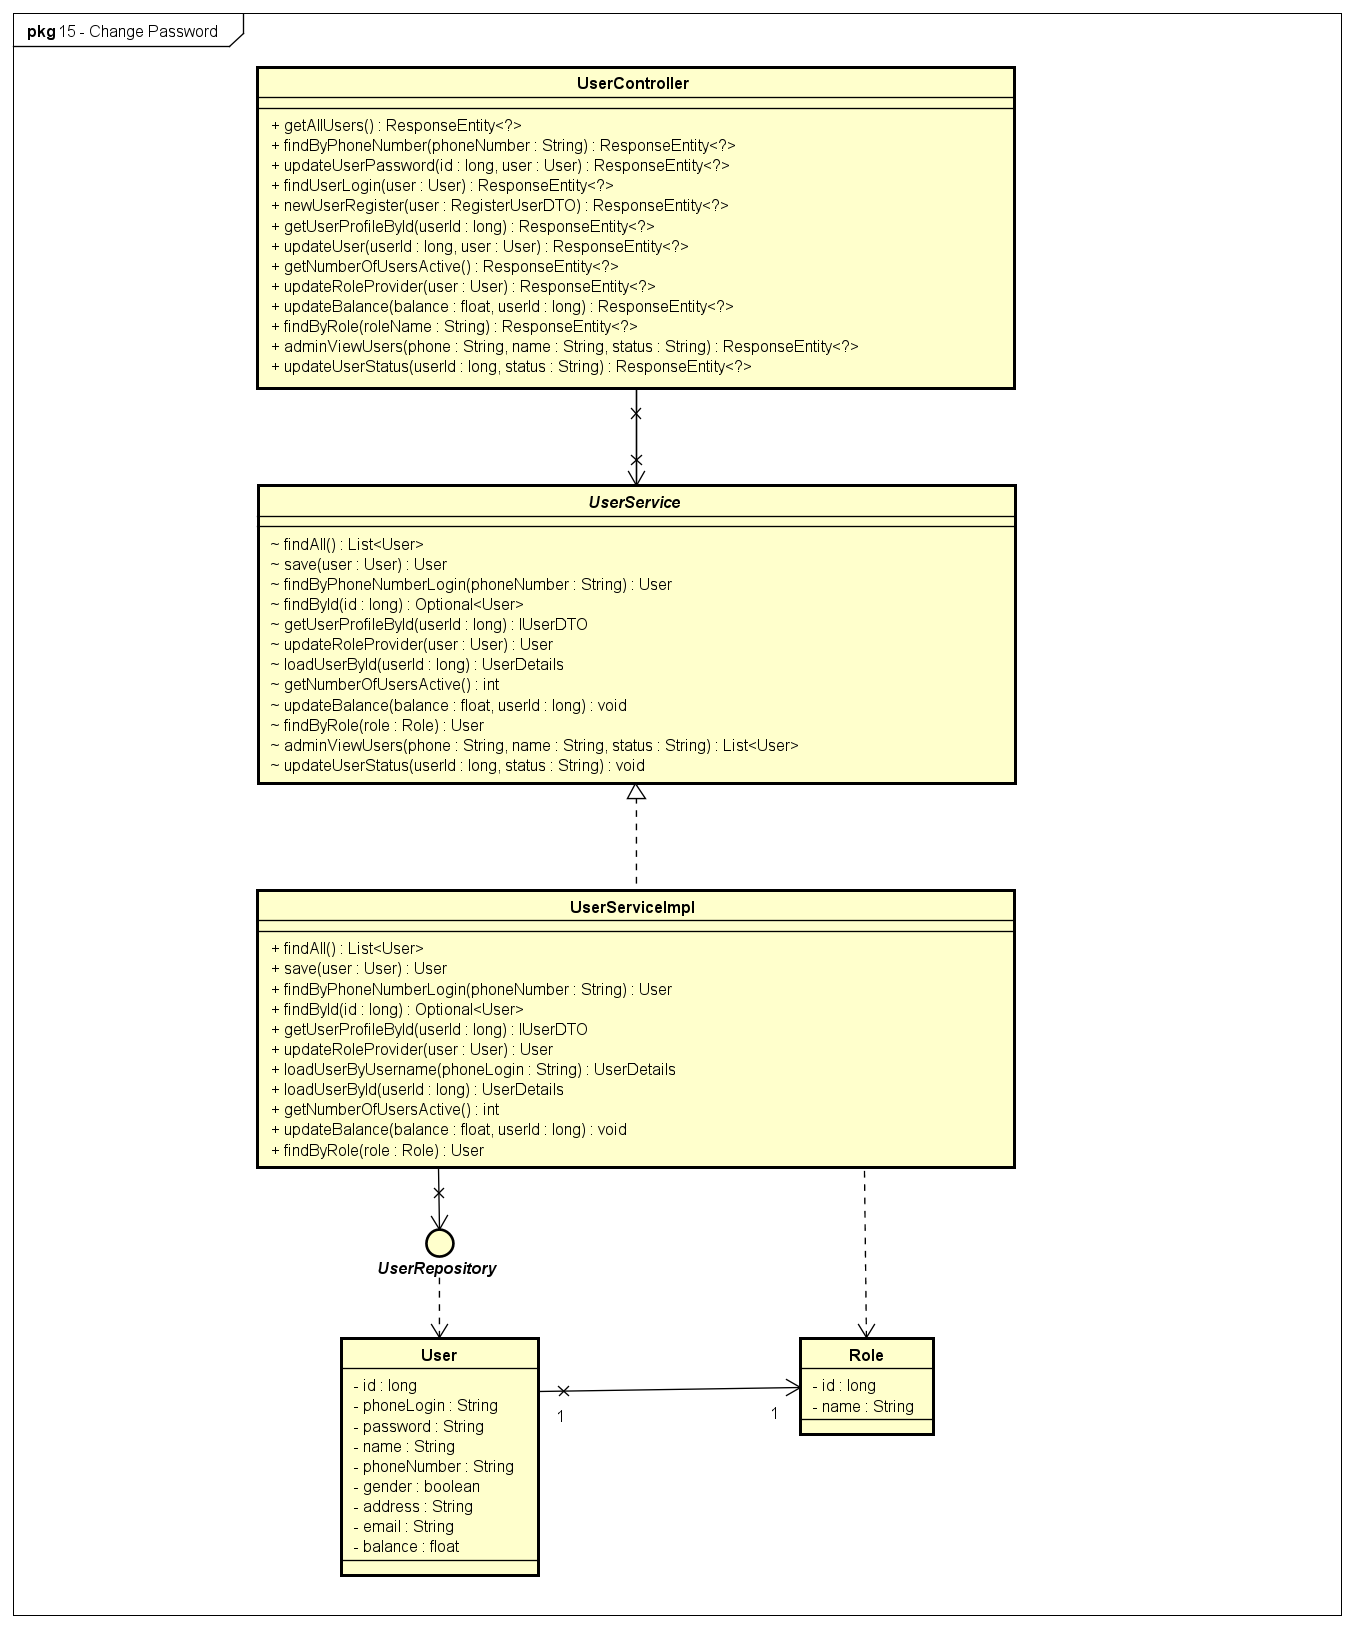 pkg 15 - Change Password
UserController
+ getAllUsers() : ResponseEntity<?>
+ findByPhoneNumber(phoneNumber : String) : ResponseEntity<?>
+ updateUserPassword(id : long, user : User) : ResponseEntity<?>
+ findUserLogin(user : User) : ResponseEntity<?>
+ newUserRegister(user : RegisterUserDTO) : ResponseEntity<?>
+ getUserProfileById(userId : long) : ResponseEntity<?>
+ updateUser(userId : long, user : User) : ResponseEntity<?>
+ getNumberOfUsersActive() : ResponseEntity<?>
+ updateRoleProvider(user : User) : ResponseEntity<?>
+ updateBalance(balance : float, userId : long) : ResponseEntity<?>
+ findByRole(roleName : String) : ResponseEntity<?>
+ adminViewUsers(phone : String, name : String, status : String) : ResponseEntity<?>
+ updateUserStatus(userId : long, status : String) : ResponseEntity<?>
UserService
~ findAll() : List<User>
~ save(user : User) : User
~ findByPhoneNumberLogin(phoneNumber : String) : User
~ findById(id : long) : Optional<User>
~ getUserProfileById(userId : long) : IUserDTO
~ updateRoleProvider(user : User) : User
~ loadUserById(userId : long) : UserDetails
~ getNumberOfUsersActive() : int
~ updateBalance(balance : float, userId : long) : void
~ findByRole(role : Role) : User
~ adminViewUsers(phone : String, name : String, status : String) : List<User>
~ updateUserStatus(userId : long, status : String) : void
UserServiceImpl
+ findAll() : List<User>
+ save(user : User) : User
+ findByPhoneNumberLogin(phoneNumber : String) : User
+ findById(id : long) : Optional<User>
+ getUserProfileById(userId : long) : IUserDTO
+ updateRoleProvider(user : User) : User
+ loadUserByUsername(phoneLogin : String) : UserDetails
+ loadUserById(userId : long) : UserDetails
+ getNumberOfUsersActive() : int
+ updateBalance(balance : float, userId : long) : void
+ findByRole(role : Role) : User
UserRepository
User
- id : long
- phoneLogin : String
- password : String
- name : String
- phoneNumber : String
- gender : boolean
- address : String
- email : String
- balance : float
1
1
Role
- id : long
- name : String